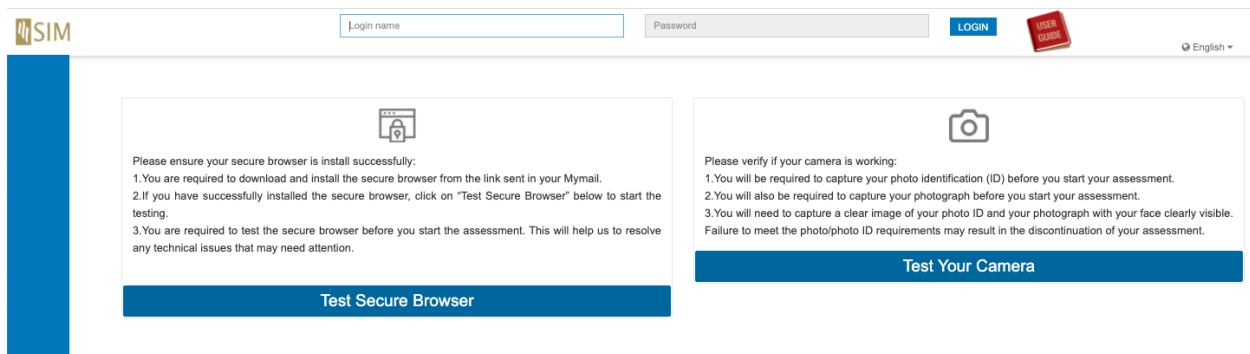 SIM
Login name
Password
LOGIN
USER
GUIDE
English
Please ensure your secure browser is install successfully:
1.You are required to download and install the secure browser from the link sent in your Mymail.
2.If you have successfully installed the secure browser, click on “Test Secure Browser” below to start the
testing.
3.You are required to test the secure browser before you start the assessment. This will help us to resolve
any technical issues that may need attention.
Test Secure Browser
Please verify if your camera is working:
1.You will be required to capture your photo identification (ID) before you start your assessment.
2.You will also be required to capture your photograph before you start your assessment.
3.You will need to capture a clear image of your photo ID and your photograph with your face clearly visible.
Failure to meet the photo/photo ID requirements may result in the discontinuation of your assessment.
Test Your Camera